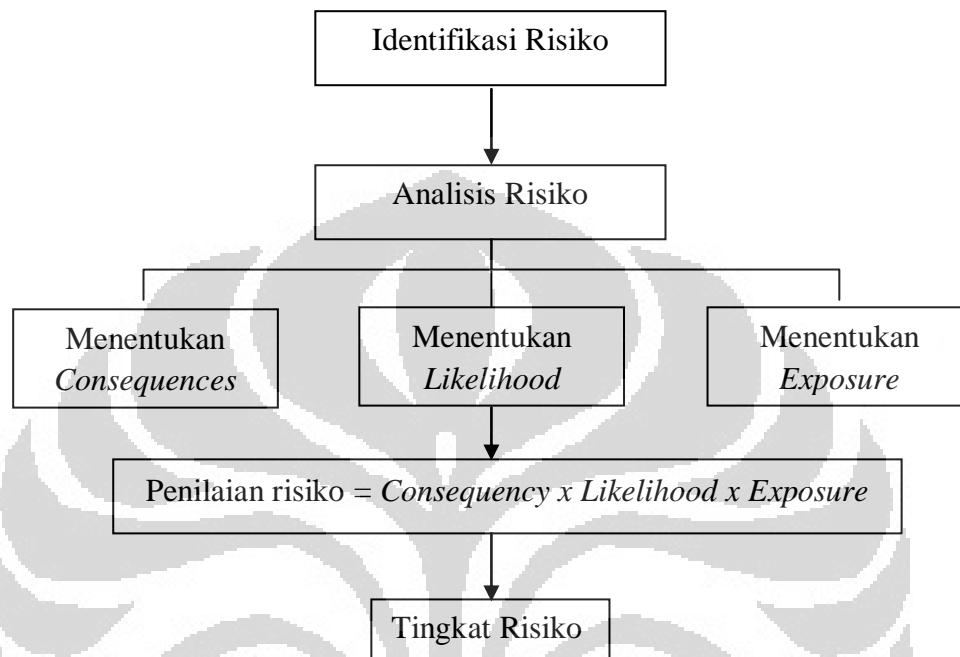 Identifikasi Risiko
Analisis Risiko
Menentukan
Consequences
Menentukan
Likelihood
Menentukan
Exposure
Penilaian risiko = Consequency x Likelihood x Exposure
Tingkat Risiko